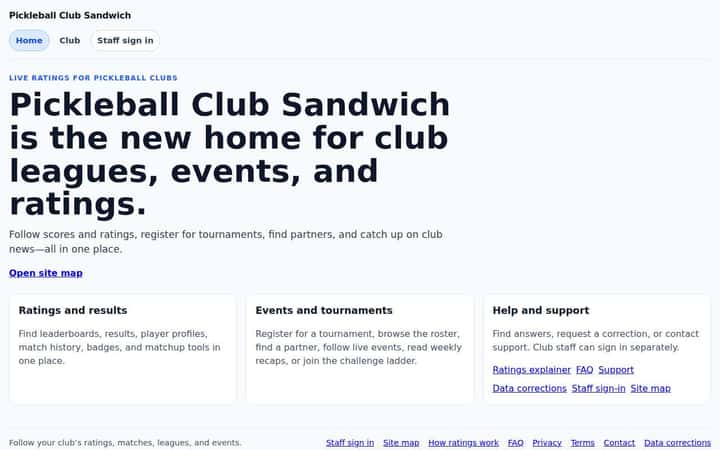 Pickleball Club Sandwich
Home Club Staff sign in
LIVE RATINGS FOR PICKLEBALL CLUBS
Pickleball Club Sandwich
is the new home for club
leagues, events, and
ratings.
Follow scores and ratings, register for tournaments, find partners, and catch up on club
news—all in one place.
Open site map
Ratings and results
Find leaderboards, results, player profiles,
match history, badges, and matchup tools in
one place.
Events and tournaments
Register for a tournament, browse the roster,
find a partner, follow live events, read weekly
recaps, or join the challenge ladder.
Help and support
Find answers, request a correction, or contact
support. Club staff can sign in separately.
Ratings explainer FAQ Support
Data corrections Staff sign-in Site map
Follow your club's ratings, matches, leagues, and events.
Staff sign in Site map How ratings work FAQ Privacy Terms Contact Data corrections